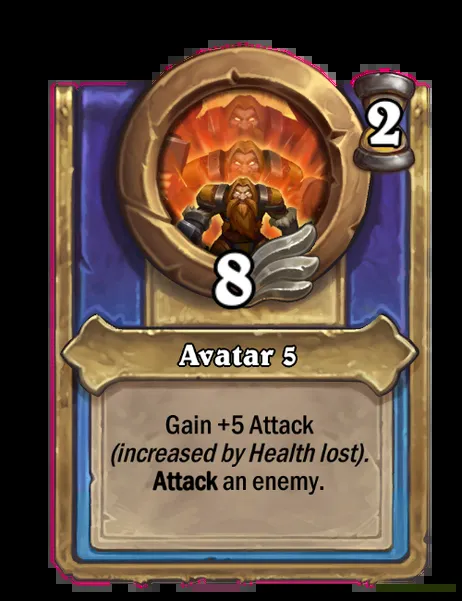 2
8
Avatar 5
Gain +5 Attack
(increased by Health lost).
Attack an enemy.